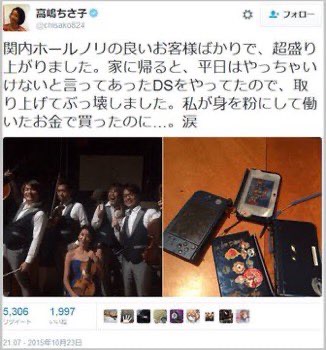 高嶋ちさ子
@chisako824
フォロー
関内ホールノリの良いお客様ばかりで、超盛り
上がりました。家に帰ると、平日はやっちゃい
けないと言ってあったDSをやってたので、取
り上げてぶっ壊しました。私が身を粉にして働
いたお金で買ったのに...。涙
5,306 1,997
リツイート いいね
21:07 - 2015年10月23日